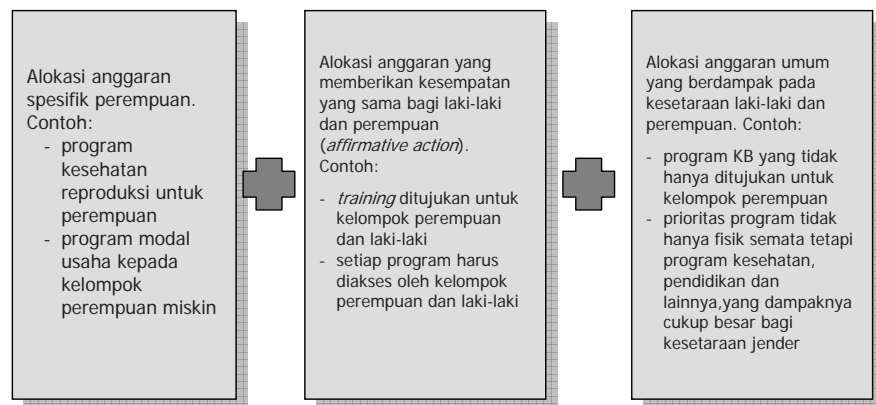 Alokasi anggaran
spesifik perempuan.
Contoh:
- program
kesehatan
reproduksi untuk
perempuan
- program modal
usaha kepada
kelompok
perempuan miskin
Alokasi anggaran yang
memberikan kesempatan
yang sama bagi laki-laki
dan perempuan
(affirmative action).
Contoh:
- training ditujukan untuk
kelompok perempuan
dan laki-laki
- setiap program harus
diakses oleh kelompok
perempuan dan laki-laki
Alokasi anggaran umum
yang berdampak pada
kesetaraan laki-laki dan
perempuan. Contoh:
- program KB yang tidak
hanya ditujukan untuk
kelompok perempuan
- prioritas program tidak
hanya fisik semata tetapi
program kesehatan,
pendidikan dan
lainnya,yang dampaknya
cukup besar bagi
kesetaraan jender